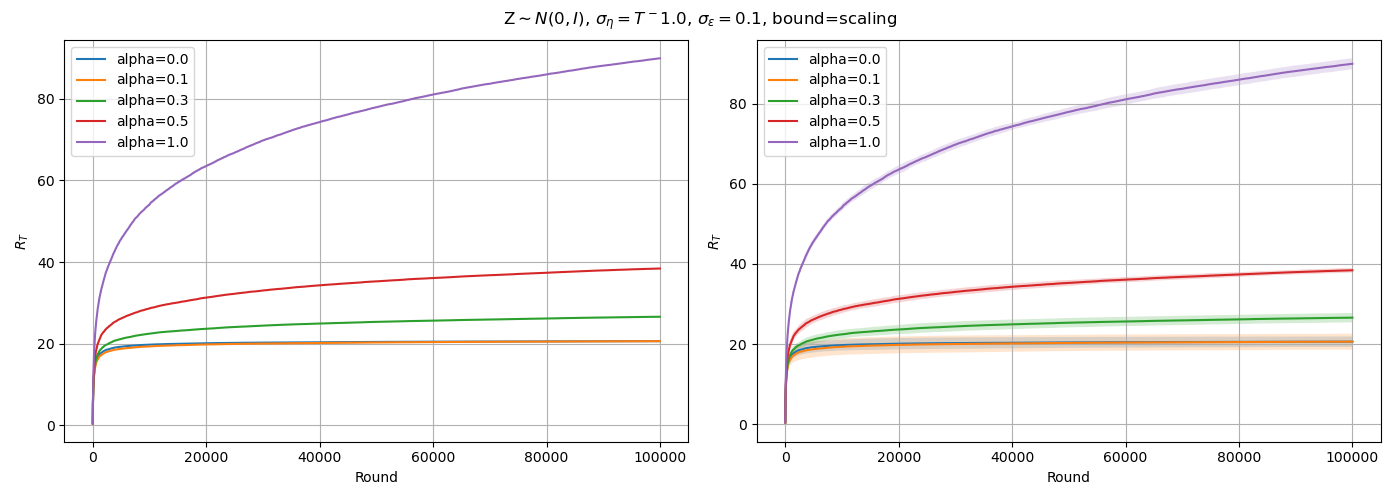 Z ∼ N(0, I), σ_η = T⁻1.0, σ_ε = 0.1, bound=scaling
alpha=0.0
alpha=0.1
alpha=0.3
alpha=0.5
alpha=1.0
R_T
80
60
40
20
0
0 20000 40000 60000 80000 100000
Round
alpha=0.0
alpha=0.1
alpha=0.3
alpha=0.5
alpha=1.0
R_T
80
60
40
20
0
0 20000 40000 60000 80000 100000
Round